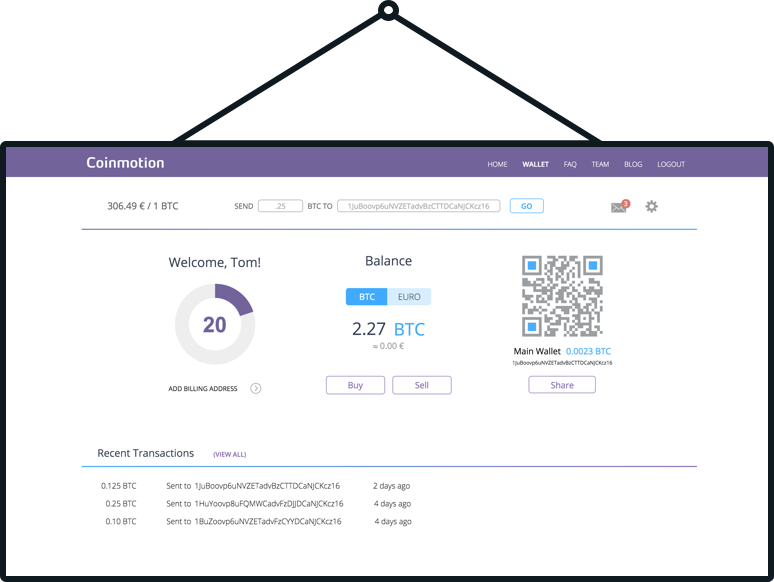 Coinmotion HOME WALLET FAQ TEAM BLOG LOGOUT
306.49 € / 1 BTC SEND .25 BTC TO 1JuBoovp6uNVZETadvBzCTTDCaNJCKcz16 GO 3
Welcome, Tom!
20
ADD BILLING ADDRESS
Balance
BTC EURO
2.27 BTC
≈ 0.00 €
Buy Sell
Main Wallet 0.0023 BTC
1JuBoovp6uNVZETadvBzCTTDCaNJCKcz16
Share
Recent Transactions (VIEW ALL)
0.125 BTC Sent to 1JuBoovp6uNVZETadvBzCTTDCaNJCKcz16 2 days ago
0.25 BTC Sent to 1HuYoovp8uFQMWCadvFzDJJDCaNJCKcz16 4 days ago
0.10 BTC Sent to 1BuZoovp6uNVZETadvFzCYYDCaNJCKcz16 4 days ago